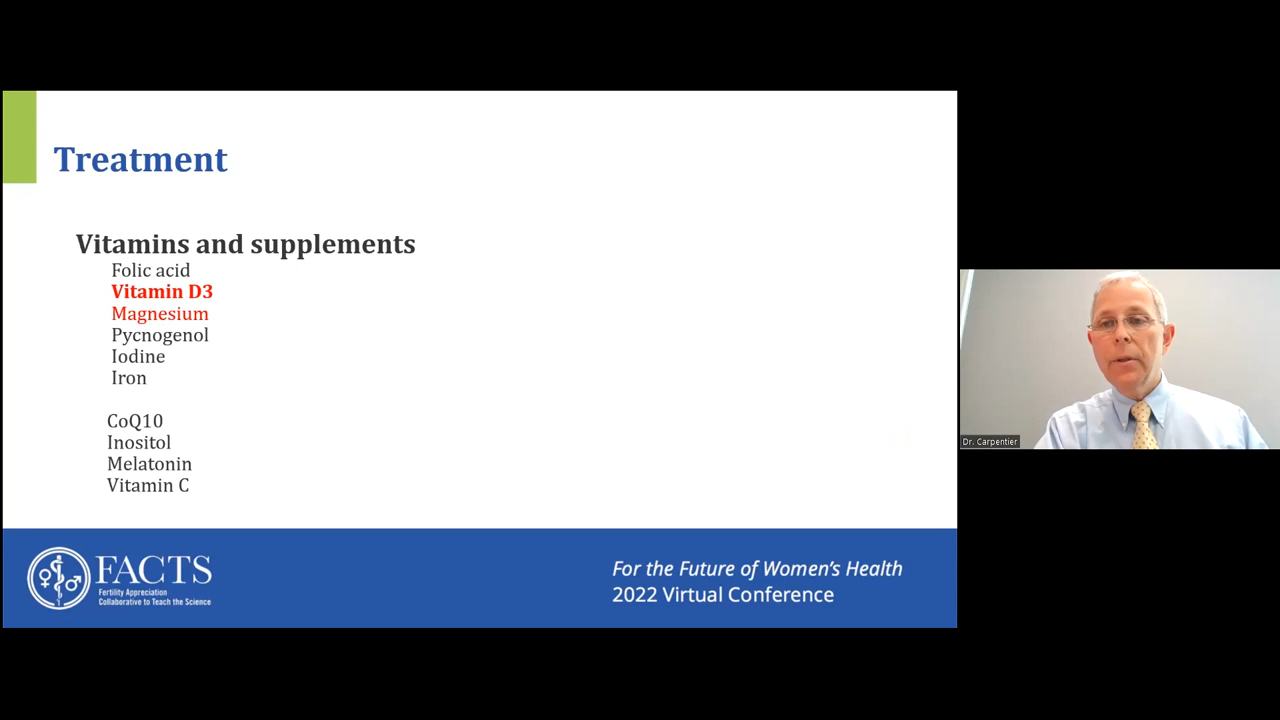 Treatment
Vitamins and supplements
Folic acid
Vitamin D3
Magnesium
Pycnogenol
Iodine
Iron
CoQ10
Inositol
Melatonin
Vitamin C
FACTS
Fertility Appreciation
Collaborative to Teach the Science
For the Future of Women's Health
2022 Virtual Conference
Dr. Carpentier